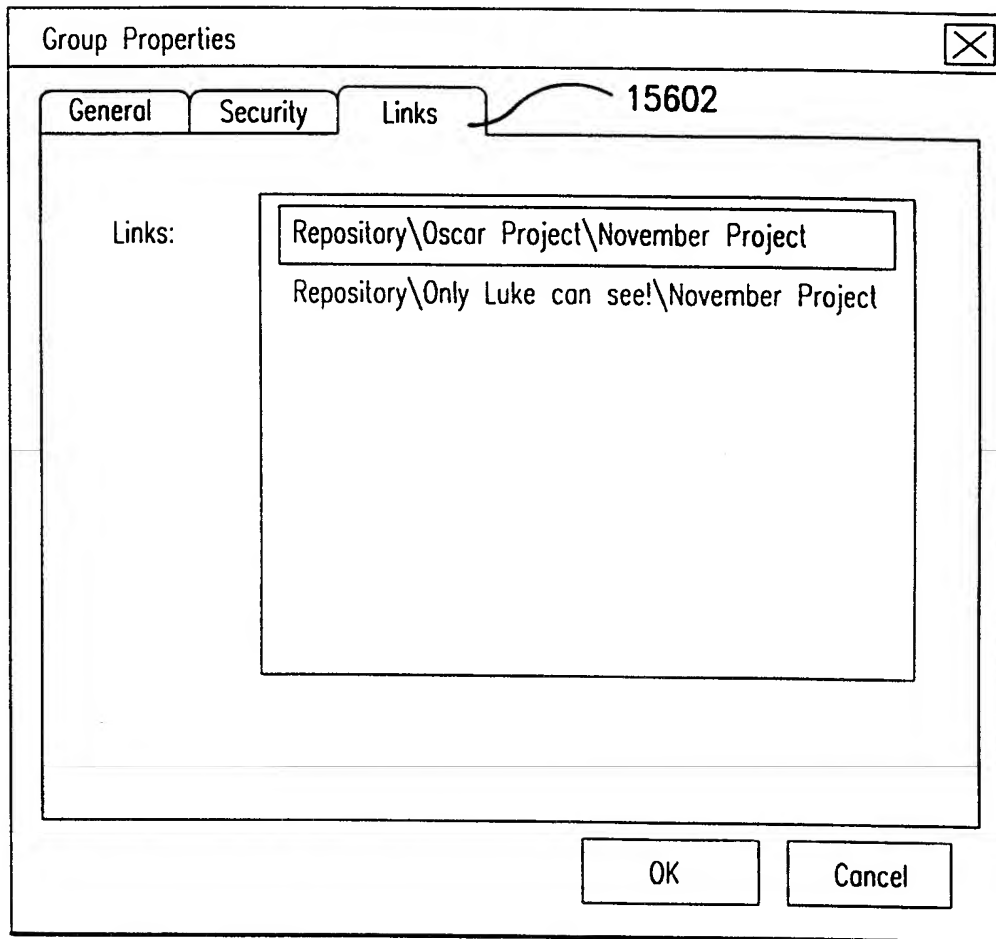 Group Properties
General Security Links 15602
Links:
Repository\Oscar Project\November Project
Repository\Only Luke can see!\November Project
OK Cancel